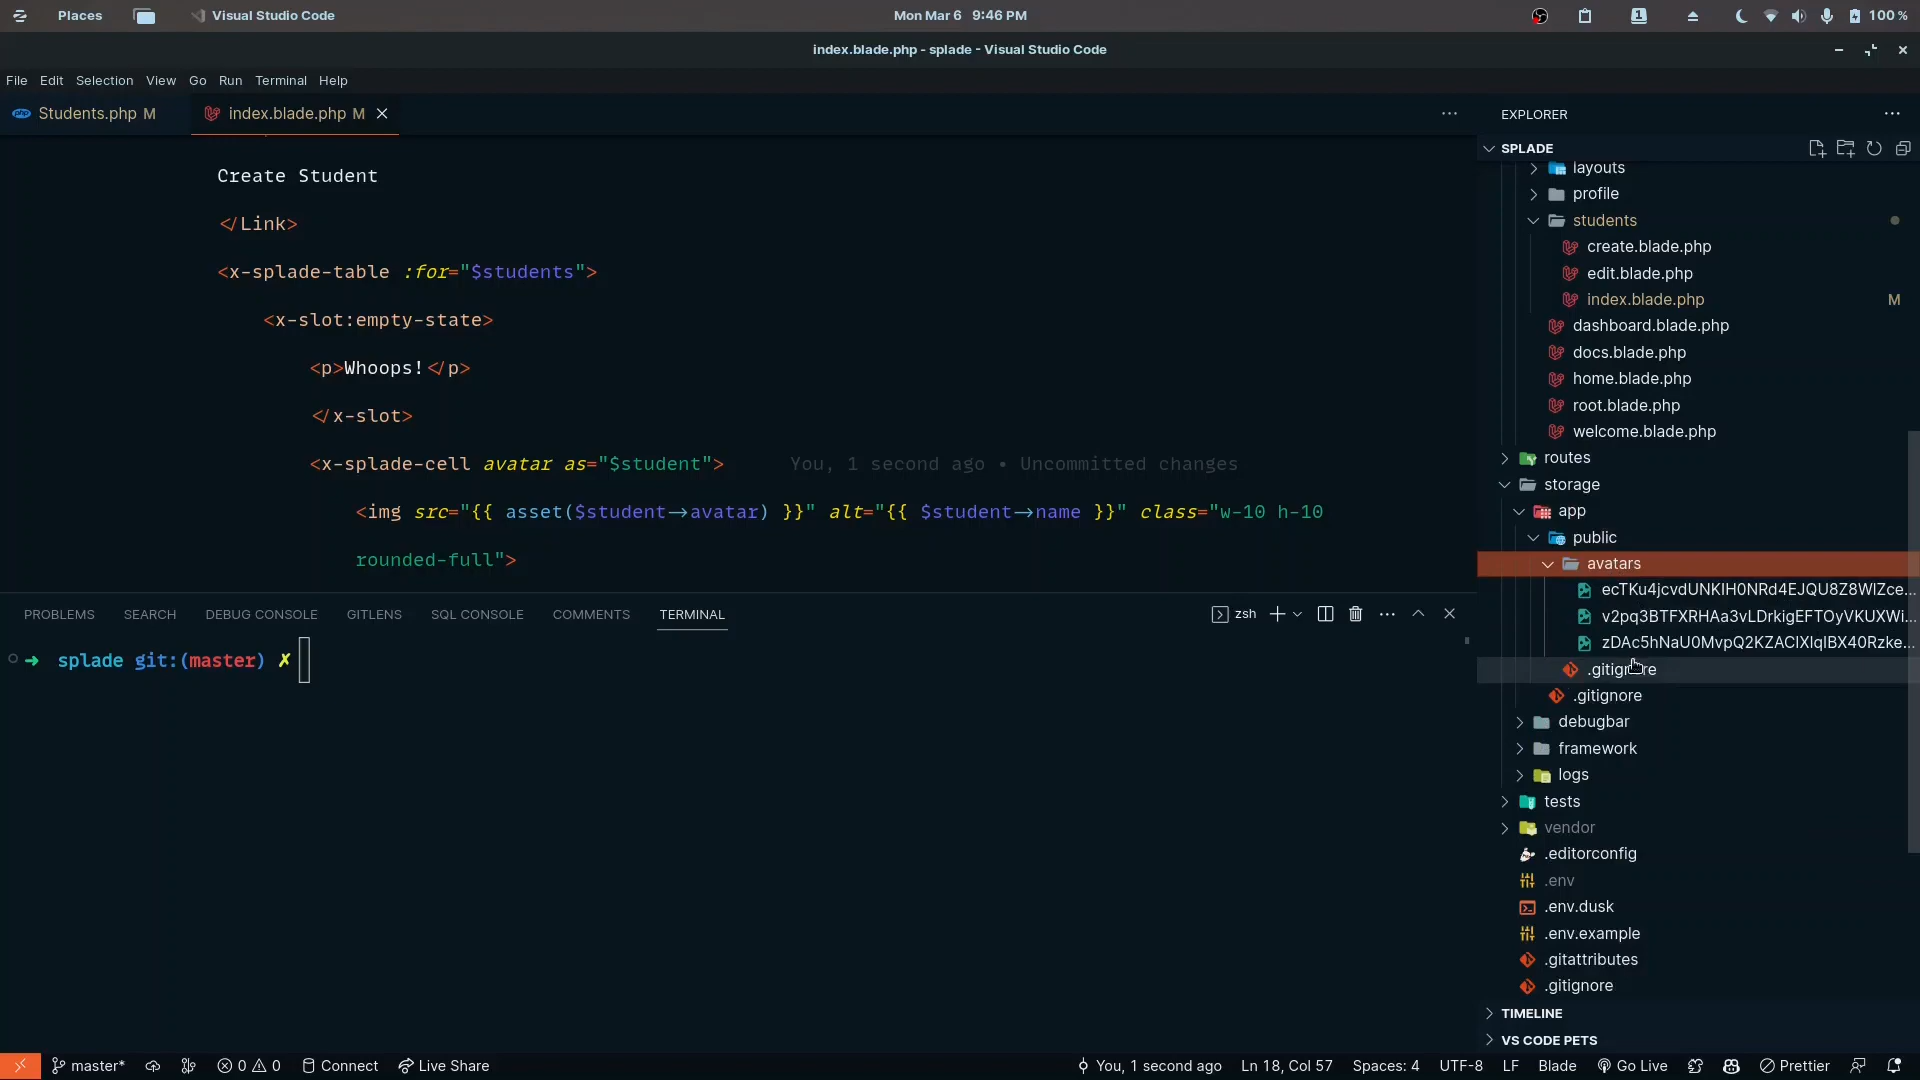 Places
Visual Studio Code
Mon Mar 6 9:46 PM
1
100 %
index.blade.php - splade - Visual Studio Code
File Edit Selection View Go Run Terminal Help
Students.php M
index.blade.php M
Create Student
</Link>
<x-splade-table :for="$students">
<x-slot:empty-state>
<p>Whoops!</p>
</x-slot>
<x-splade-cell avatar as="$student">
You, 1 second ago • Uncommitted changes
<img src="{{ asset($student->avatar) }}" alt="{{ $student->name }}" class="w-10 h-10
rounded-full">
PROBLEMS SEARCH DEBUG CONSOLE GITLENS SQL CONSOLE COMMENTS TERMINAL
zsh
➜ splade git:(master) ✗
EXPLORER
SPLADE
layouts
profile
students
create.blade.php
edit.blade.php
index.blade.php M
dashboard.blade.php
docs.blade.php
home.blade.php
root.blade.php
welcome.blade.php
routes
storage
app
public
avatars
ecTKu4jcvdUNKIH0NRd4EJQU8Z8WlZce...
v2pq3BTFXRHAa3vLDrkigEFTOyVKUXWi...
zDAc5hNaU0MvpQ2KZAClXlqIBX40Rzke...
.gitignore
.gitignore
debugbar
framework
logs
tests
vendor
.editorconfig
.env
.env.dusk
.env.example
.gitattributes
.gitignore
TIMELINE
VS CODE PETS
master*
0 0
Connect
Live Share
You, 1 second ago
Ln 18, Col 57
Spaces: 4
UTF-8
LF
Blade
Go Live
Prettier